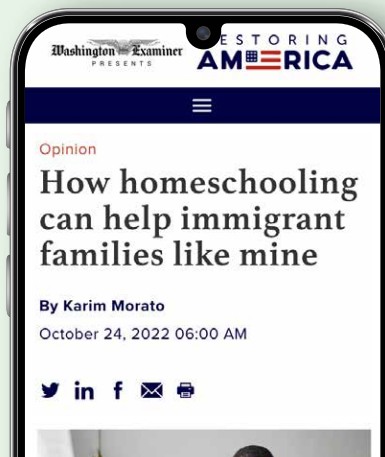 Washington Examiner
PRESENTS
ESTORING
AMERICA
Opinion
How homeschooling
can help immigrant
families like mine
By Karim Morato
October 24, 2022 06:00 AM